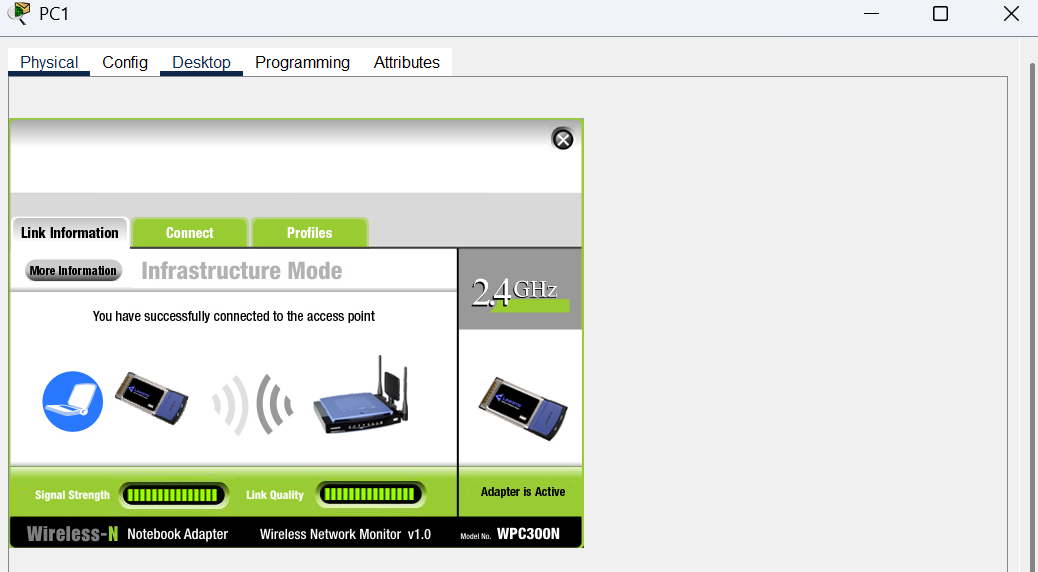 PC1
Physical Config Desktop Programming Attributes
Link Information Connect Profiles
More Information Infrastructure Mode
2.4GHz
You have successfully connected to the access point
Signal Strength Link Quality Adapter is Active
Wireless-N Notebook Adapter Wireless Network Monitor v1.0 Model No. WPC300N